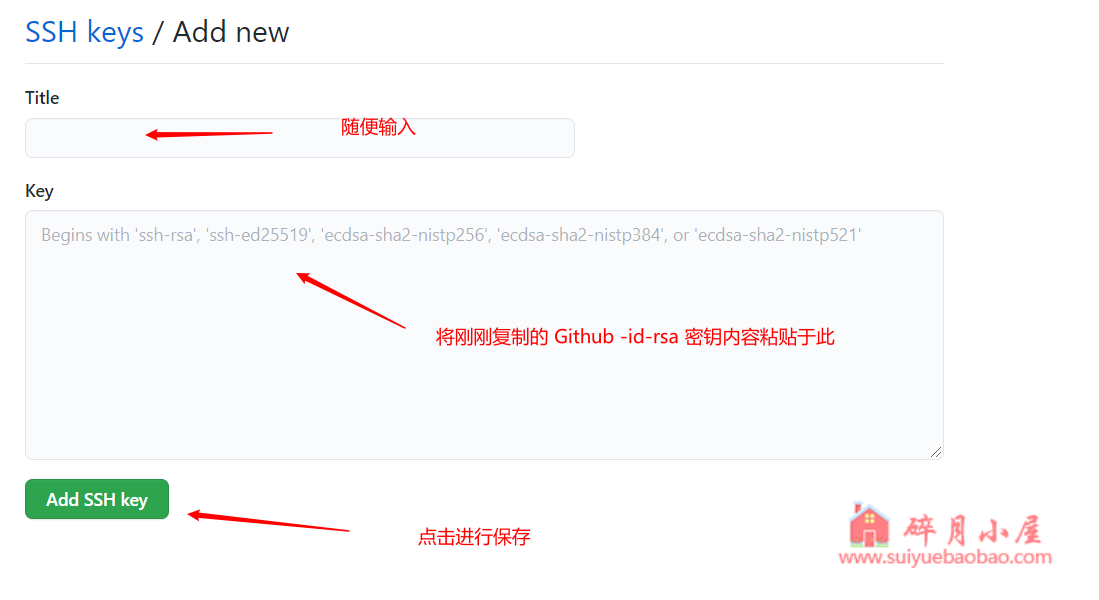 SSH keys / Add new
Title
随便输入
Key
Begins with 'ssh-rsa', 'ssh-ed25519', 'ecdsa-sha2-nistp256', 'ecdsa-sha2-nistp384', or 'ecdsa-sha2-nistp521'
将刚刚复制的 Github -id-rsa 密钥内容粘贴于此
Add SSH key
点击进行保存
碎月小屋
www.suiyuebaobao.com